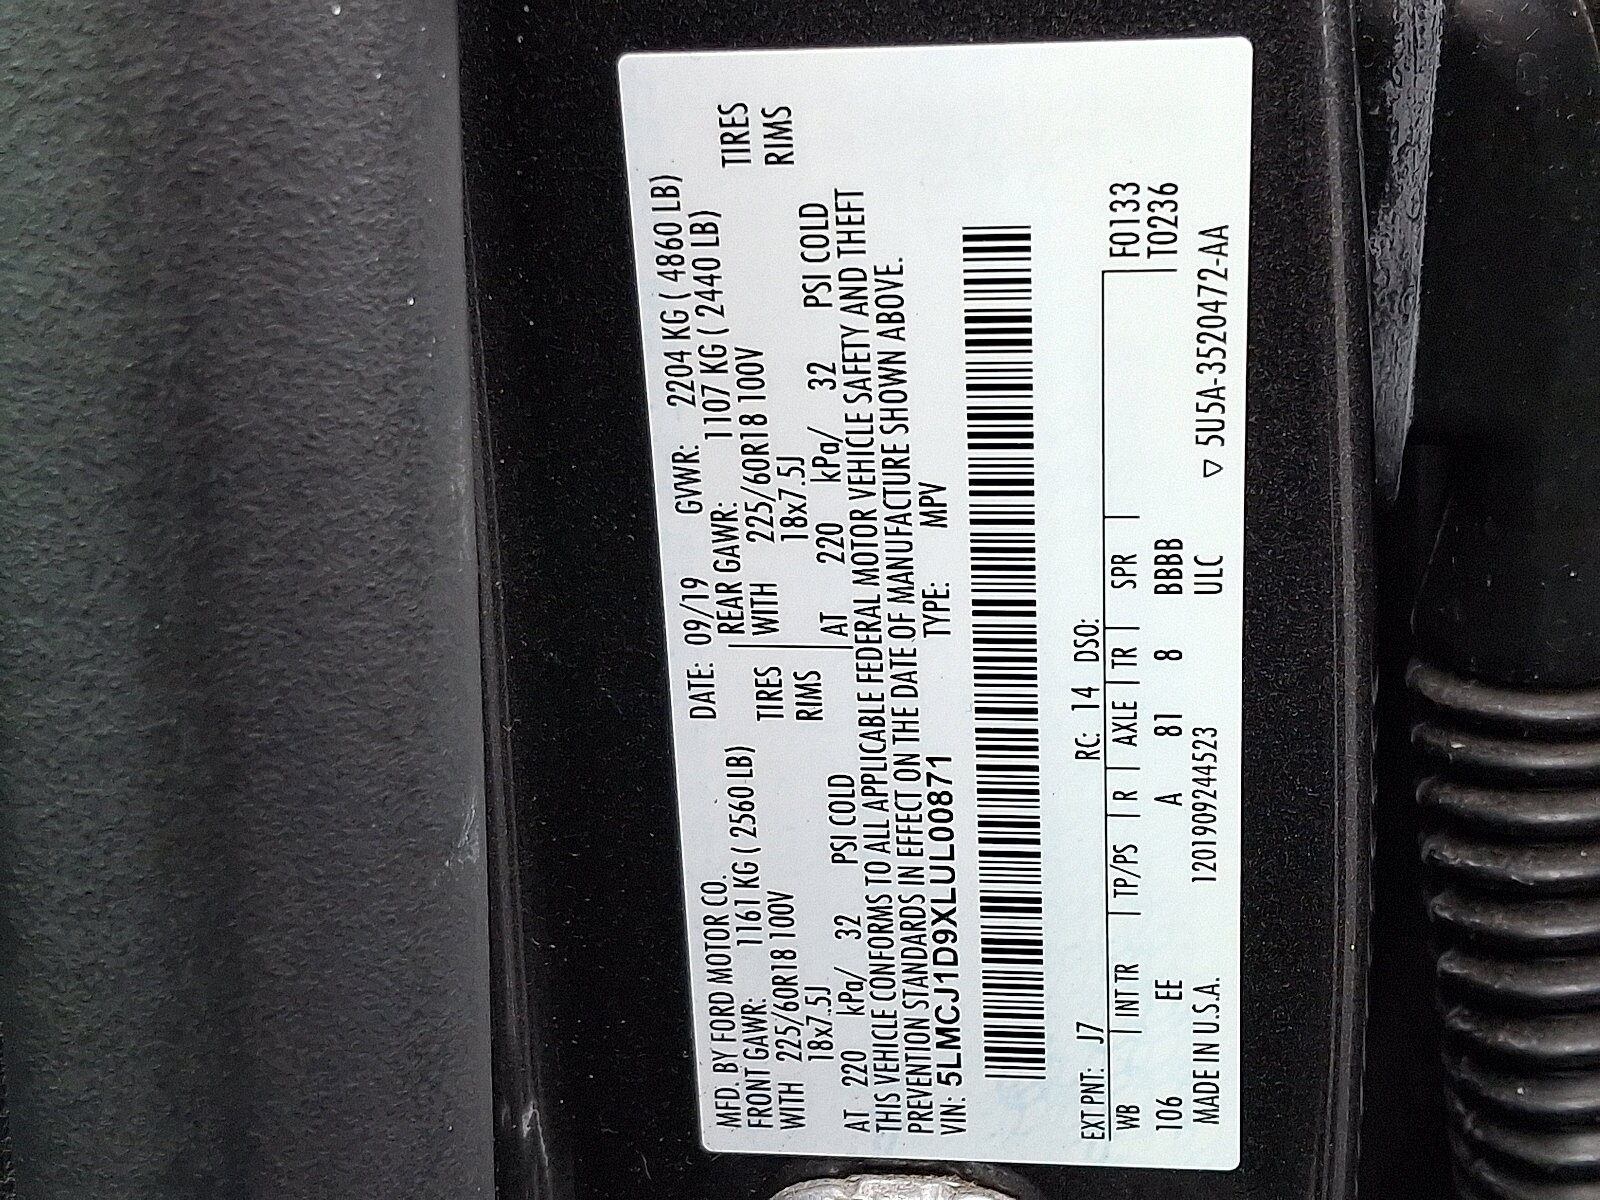 MFD. BY FORD MOTOR CO. DATE: 09/19 GVWR: 2204 KG ( 4860 LB)
FRONT GAWR: 1161 KG ( 2560 LB) REAR GAWR: 1107 KG ( 2440 LB)
WITH 225/60R18 100V TIRES WITH 225/60R18 100V TIRES
18x7.5J RIMS 18x7.5J RIMS
AT 220 kPa/ 32 PSI COLD AT 220 kPa/ 32 PSI COLD
THIS VEHICLE CONFORMS TO ALL APPLICABLE FEDERAL MOTOR VEHICLE SAFETY AND THEFT
PREVENTION STANDARDS IN EFFECT ON THE DATE OF MANUFACTURE SHOWN ABOVE.
VIN: 5LMCJ1D9XLUL00871 TYPE: MPV
EXT PNT: J7 RC: 14 DSO:
WB | INT TR | TP/PS | R | AXLE | TR | SPR | F0133
106 EE A 81 8 BBBB T0236
MADE IN U.S.A. 1201909244523 ULC ▽ 5U5A-3520472-AA